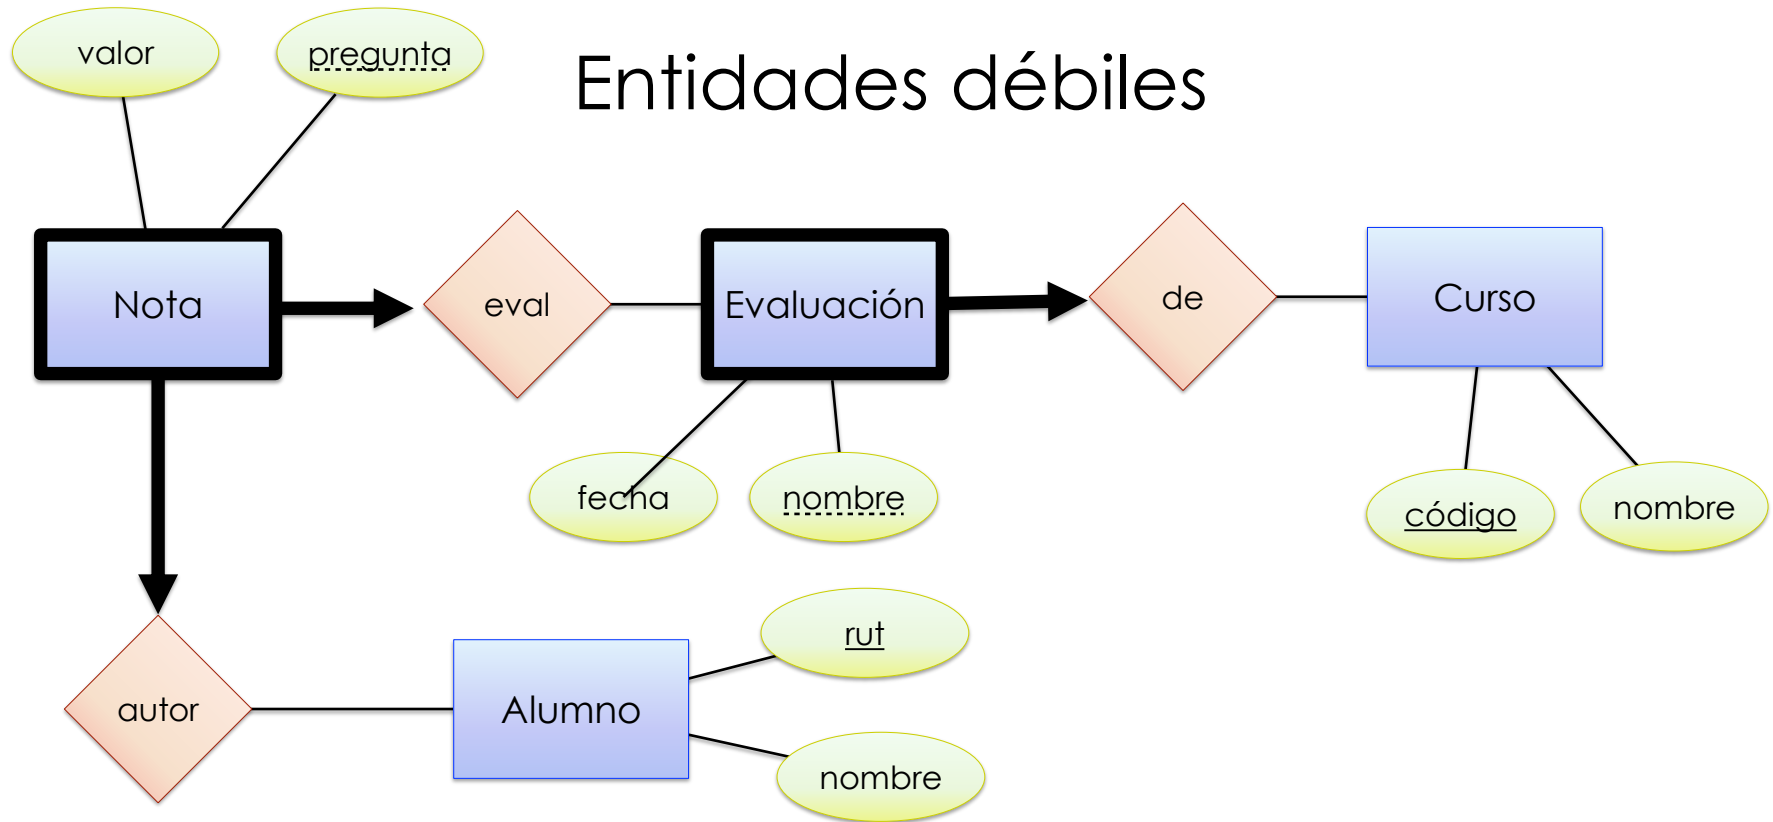 valor
pregunta
Entidades débiles
Nota
eval
Evaluación
de
Curso
fecha
nombre
código
nombre
rut
autor
Alumno
nombre